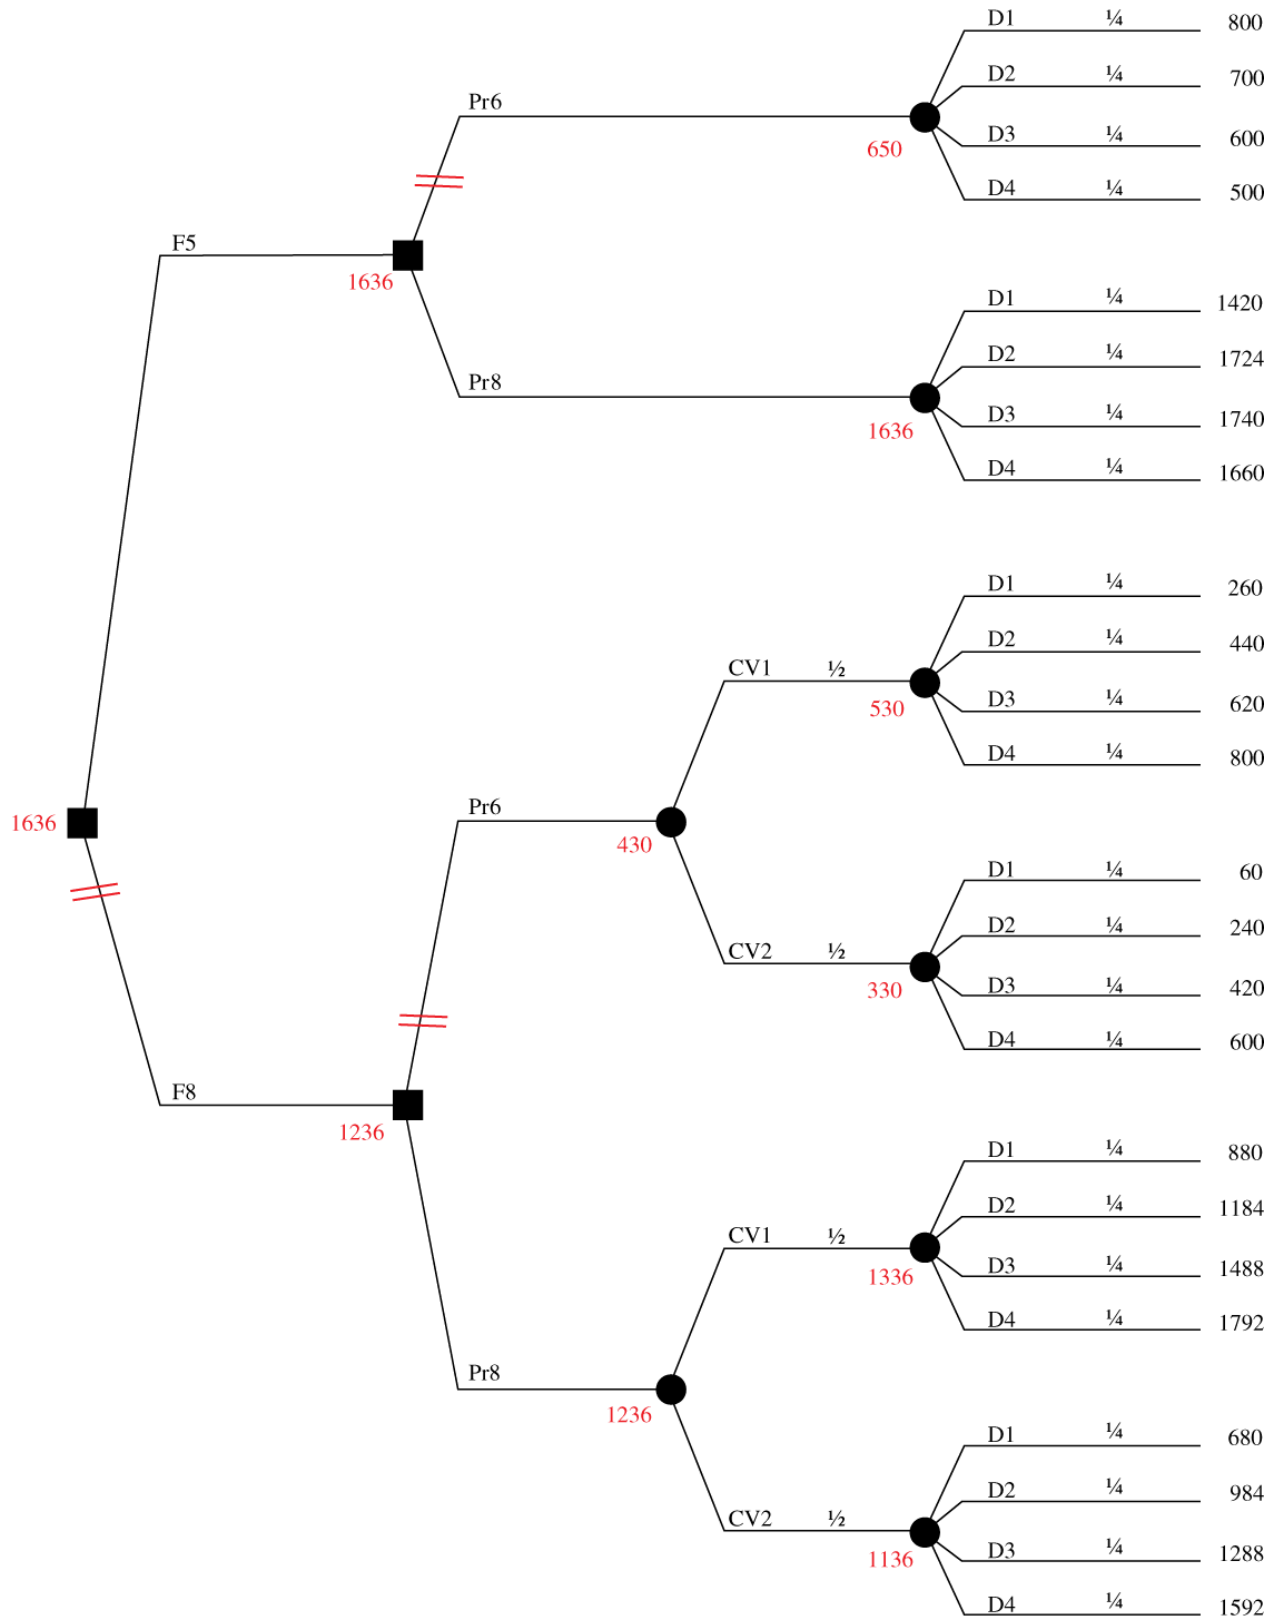 D1 ¼ 800
D2 ¼ 700
Pr6
D3 ¼ 600
650
D4 ¼ 500
F5
1636
D1 ¼ 1420
D2 ¼ 1724
Pr8
D3 ¼ 1740
1636
D4 ¼ 1660
D1 ¼ 260
D2 ¼ 440
CV1 ½
D3 ¼ 620
530
D4 ¼ 800
Pr6
1636
430
D1 ¼ 60
D2 ¼ 240
CV2 ½
D3 ¼ 420
330
D4 ¼ 600
F8
1236
D1 ¼ 880
D2 ¼ 1184
CV1 ½
D3 ¼ 1488
1336
D4 ¼ 1792
Pr8
1236
D1 ¼ 680
D2 ¼ 984
CV2 ½
D3 ¼ 1288
1136
D4 ¼ 1592